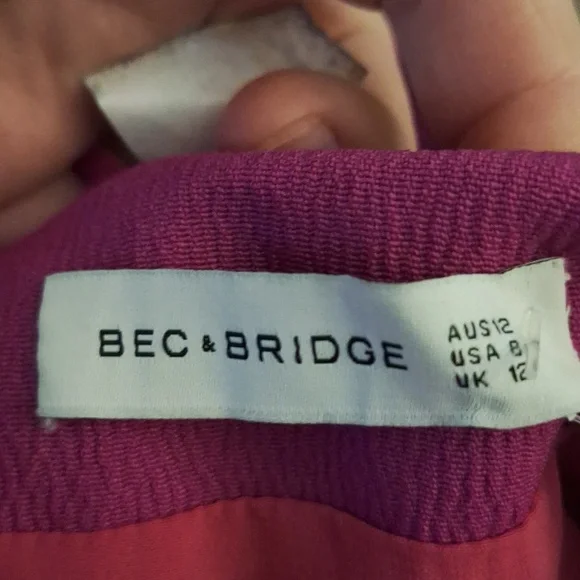 BEC & BRIDGE
AUS 12
USA 8
UK 12